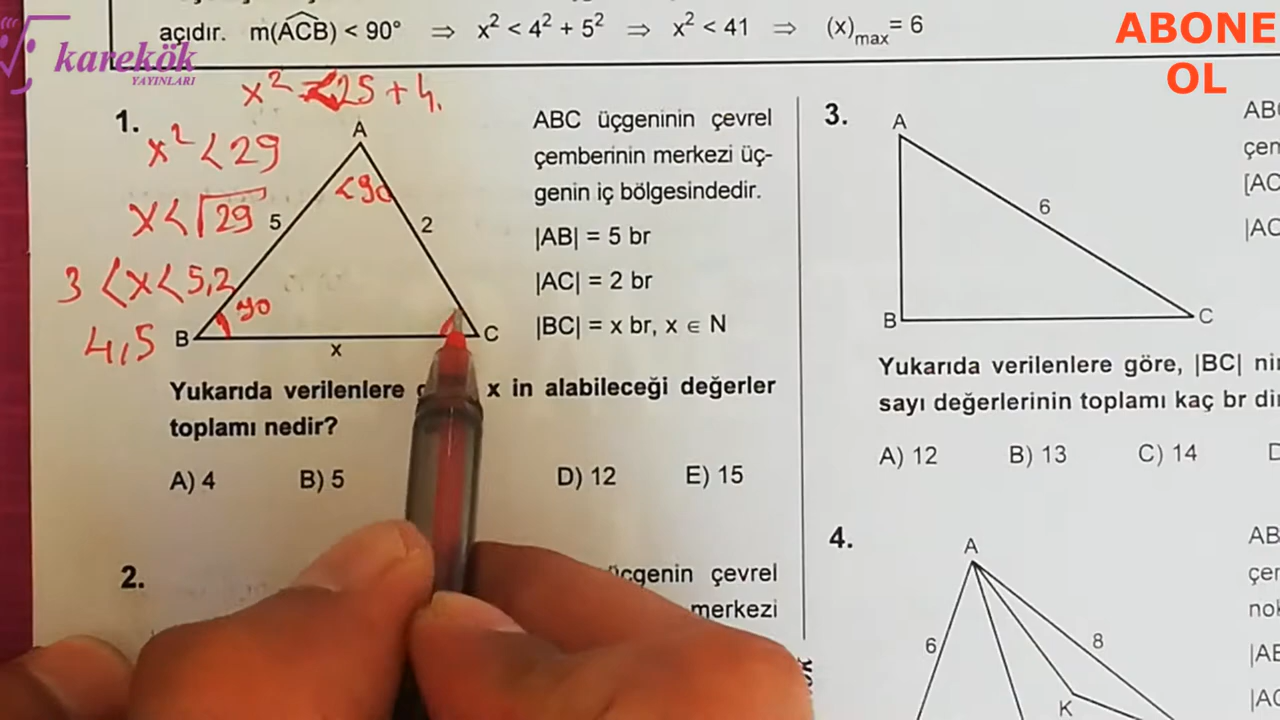 açıdır. m(ACB) < 90° ⇒ x² < 4² + 5² ⇒ x² < 41 ⇒ (x)max = 6
ABONE
OL
karekök
YAYINLARI
x² < 25 + 4.
x² < 29
x < √29
3 < x < 5,2
4,5
1.
A
<90
5
2
90
B
C
x
ABC üçgeninin çevrel
çemberinin merkezi üç-
genin iç bölgesindedir.
|AB| = 5 br
|AC| = 2 br
|BC| = x br, x ∈ N
Yukarıda verilenlere x in alabileceği değerler
toplamı nedir?
A) 4 B) 5 D) 12 E) 15
2.
üçgenin çevrel
merkezi
3.
A
6
B
C
Yukarıda verilenlere göre, |BC|
sayı değerlerinin toplamı kaç br
A) 12 B) 13 C) 14
4.
A
6
8
K